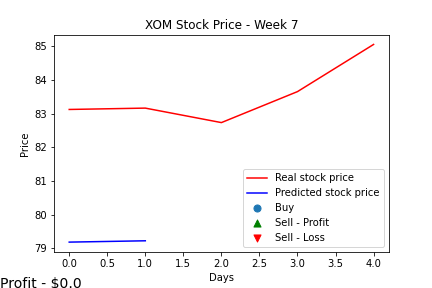 XOM Stock Price - Week 7
85
84
83
82
81
80
79
Price
Real stock price
Predicted stock price
Buy
Sell - Profit
Sell - Loss
0.0 0.5 1.0 1.5 2.0 2.5 3.0 3.5 4.0
Days
Profit - $0.0